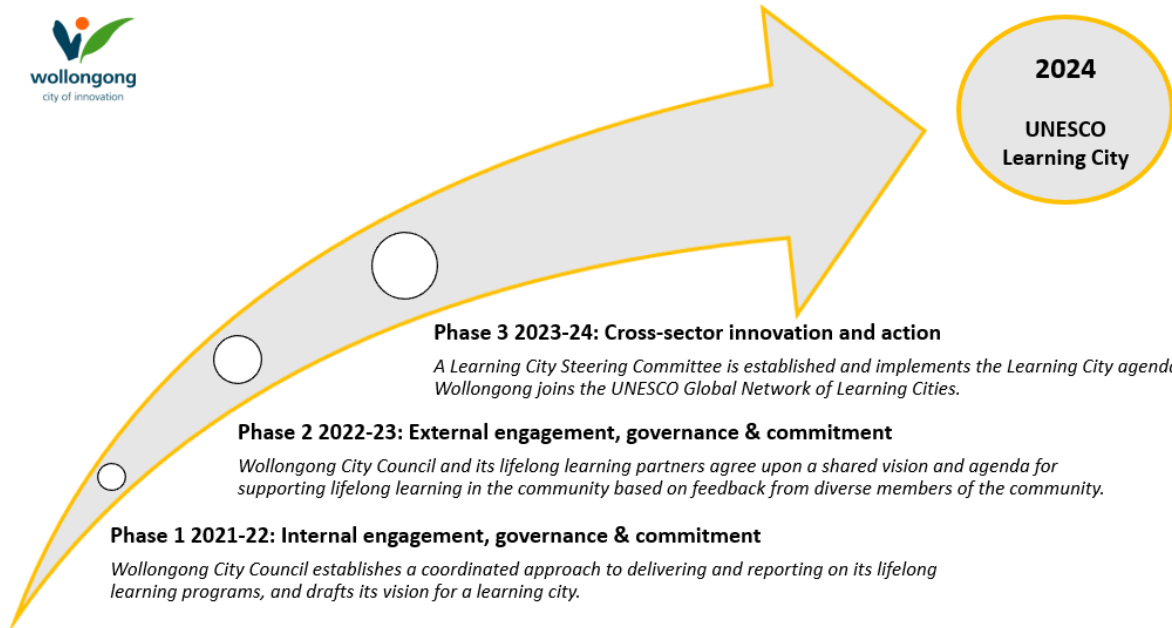 wollongong
city of innovation
2024
UNESCO
Learning City
Phase 3 2023-24: Cross-sector innovation and action
A Learning City Steering Committee is established and implements the Learning City agenda
Wollongong joins the UNESCO Global Network of Learning Cities.
Phase 2 2022-23: External engagement, governance & commitment
Wollongong City Council and its lifelong learning partners agree upon a shared vision and agenda for
supporting lifelong learning in the community based on feedback from diverse members of the community.
Phase 1 2021-22: Internal engagement, governance & commitment
Wollongong City Council establishes a coordinated approach to delivering and reporting on its lifelong
learning programs, and drafts its vision for a learning city.